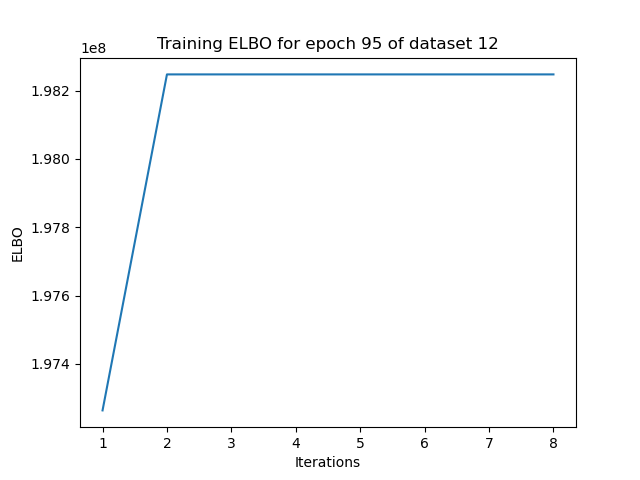 Training ELBO for epoch 95 of dataset 12
1e8
1.982
1.980
1.978
1.976
1.974
ELBO
1 2 3 4 5 6 7 8
Iterations